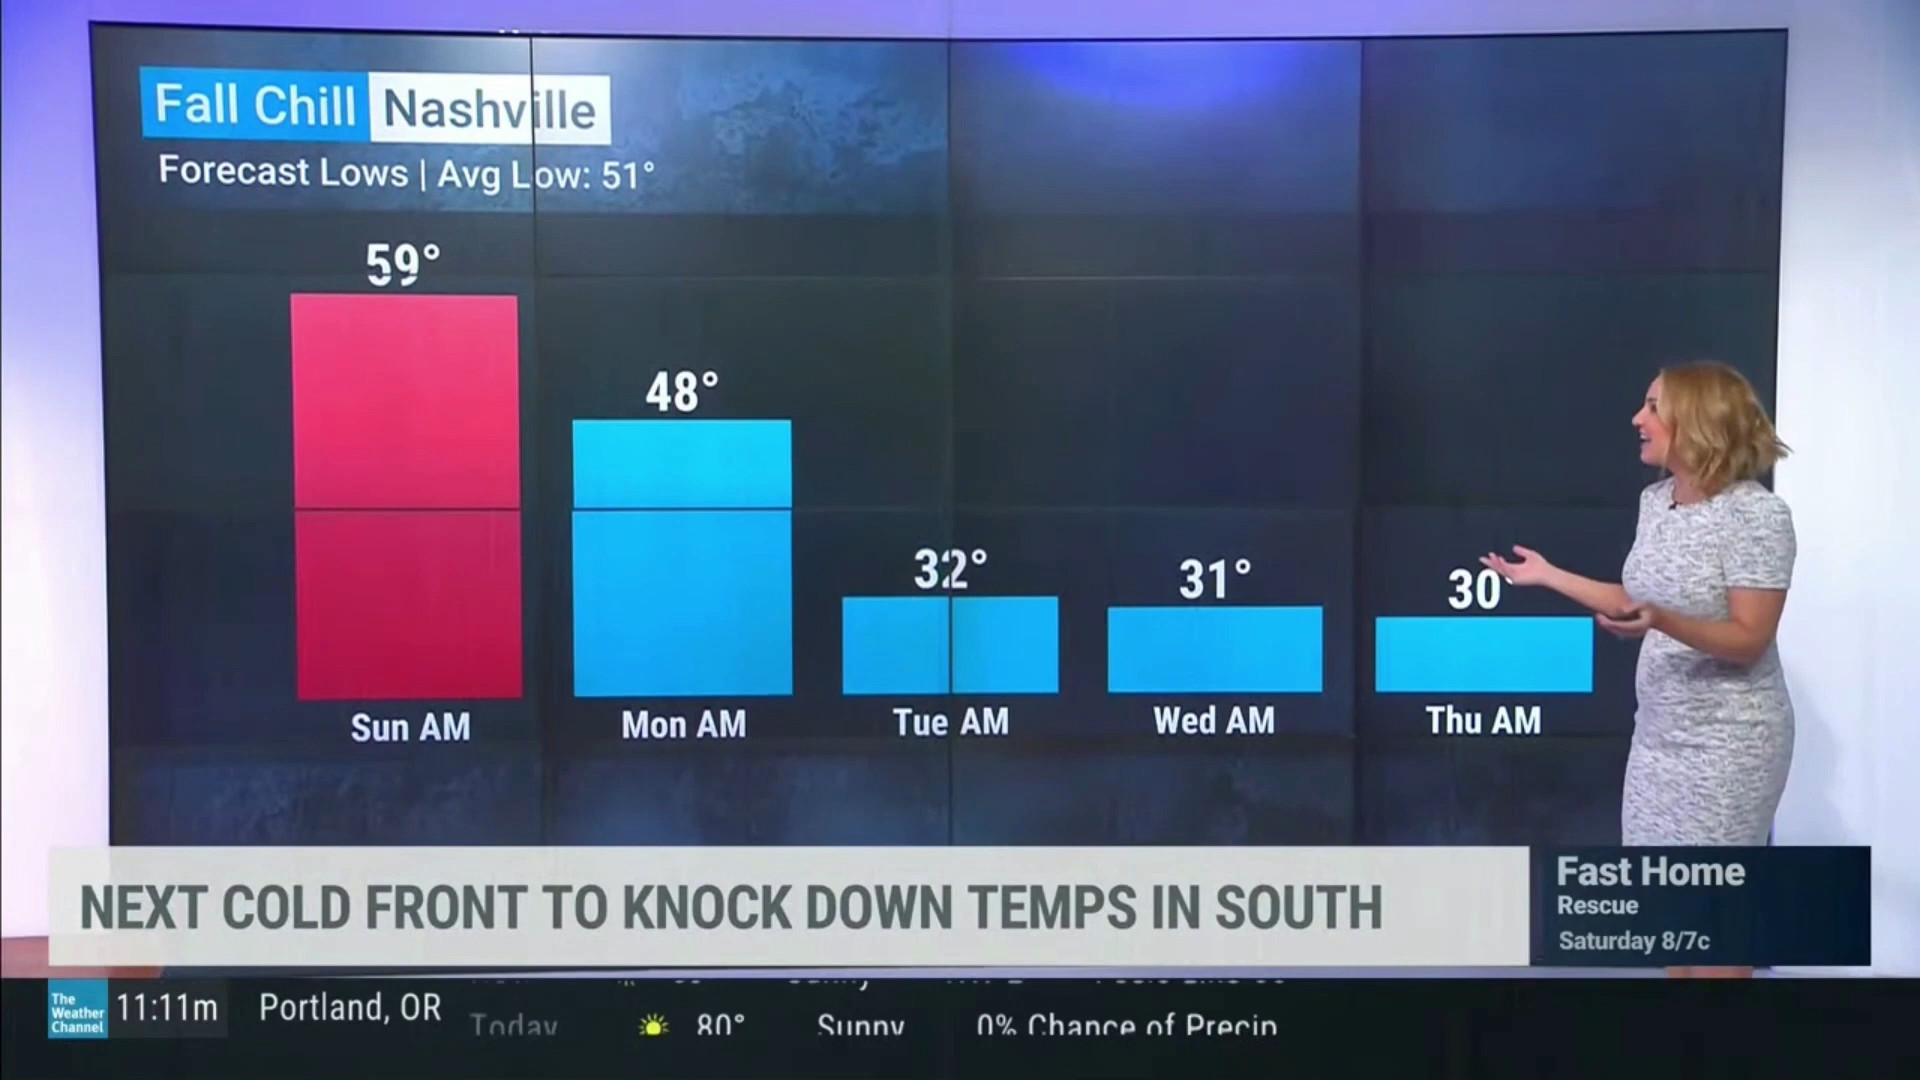 Fall Chill Nashville
Forecast Lows | Avg Low: 51°
59°
48°
32°
31°
30°
Sun AM
Mon AM
Tue AM
Wed AM
Thu AM
NEXT COLD FRONT TO KNOCK DOWN TEMPS IN SOUTH
Fast Home
Rescue
Saturday 8/7c
The
Weather
Channel
11:11m
Portland, OR
Today
80°
Sunny
0% Chance of Precip